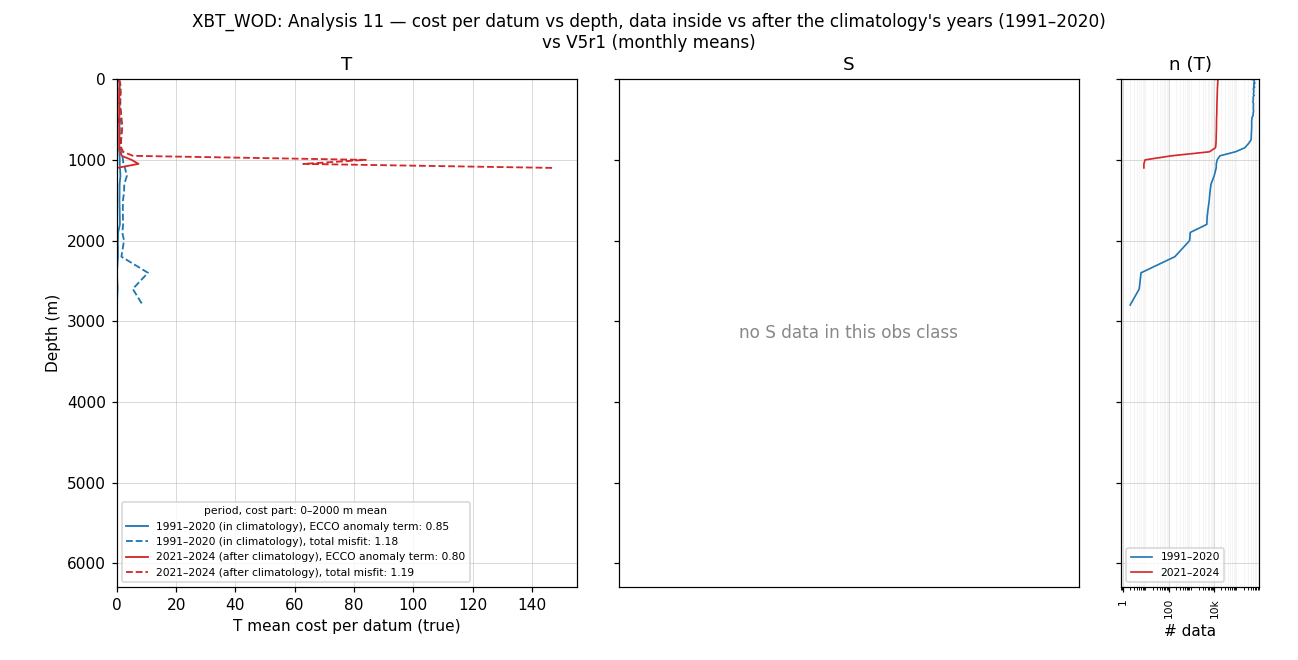 XBT_WOD: Analysis 11 — cost per datum vs depth, data inside vs after the climatology's years (1991–2020)
vs V5r1 (monthly means)
T
S
n (T)
0
1000
2000
3000
4000
5000
6000
Depth (m)
0 20 40 60 80 100 120 140
T mean cost per datum (true)
period, cost part: 0–2000 m mean
1991–2020 (in climatology), ECCO anomaly term: 0.85
1991–2020 (in climatology), total misfit: 1.18
2021–2024 (after climatology), ECCO anomaly term: 0.80
2021–2024 (after climatology), total misfit: 1.19
no S data in this obs class
1991–2020
2021–2024
1 100 10k
# data